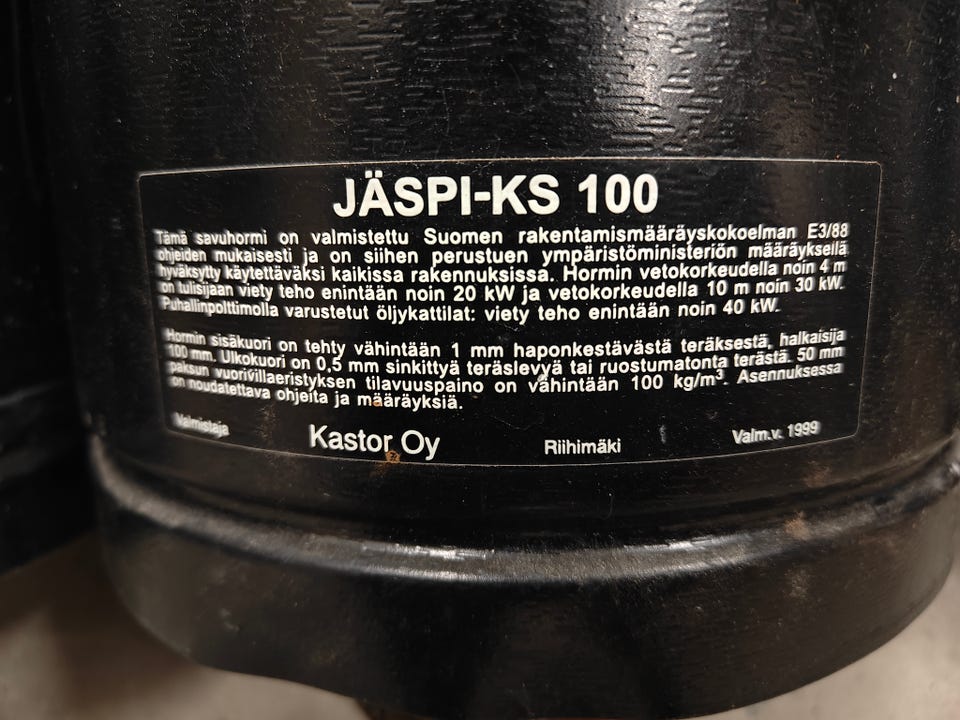 JÄSPI-KS 100
Tämä savuhormi on valmistettu Suomen rakentamismääräyskokoelman E3/88
ohjeiden mukaisesti ja on siihen perustuen ympäristöministeriön määräyksellä
hyväksytty käytettäväksi kaikissa rakennuksissa. Hormin vetokorkeudella noin 4 m
on tulisijaan viety teho enintään noin 20 kW ja vetokorkeudella 10 m noin 30 kW.
Puhallinpolttimolla varustetut öljykattilat: viety teho enintään noin 40 kW.
Hormin sisäkuori on tehty vähintään 1 mm haponkestävästä teräksestä, halkaisija
100 mm. Ulkokuori on 0,5 mm sinkittyä teräslevyä tai ruostumatonta terästä. 50 mm
paksun vuorivillaeristyksen tilavuuspaino on vähintään 100 kg/m³. Asennuksessa
on noudatettava ohjeita ja määräyksiä.
Valmistaja Kastor Oy Riihimäki Valm.v. 1999